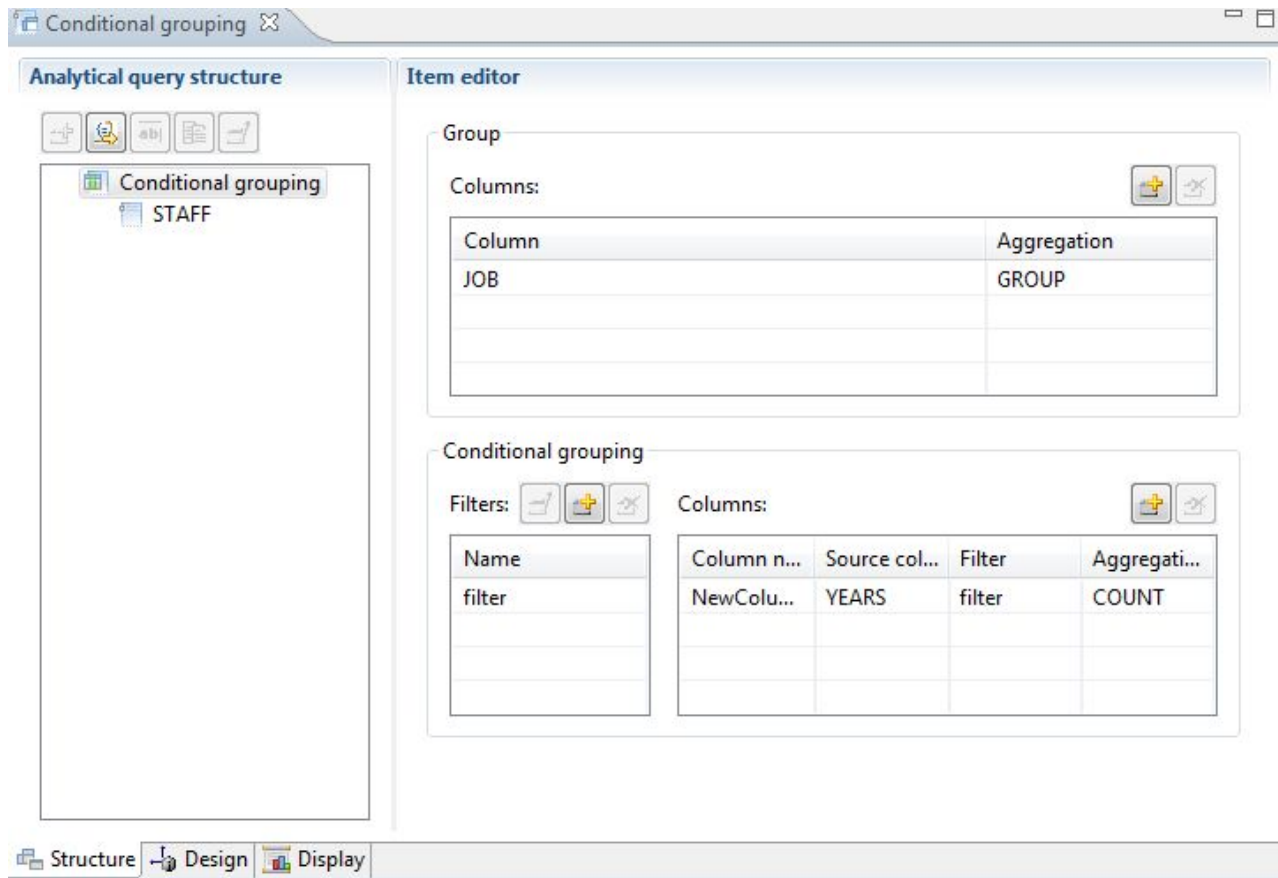 Conditional grouping
Analytical query structure
Item editor
Conditional grouping
STAFF
Group
Columns:
Column Aggregation
JOB GROUP
Conditional grouping
Filters: Columns:
Name
filter
Column n... Source col... Filter Aggregati...
NewColu... YEARS filter COUNT
Structure Design Display